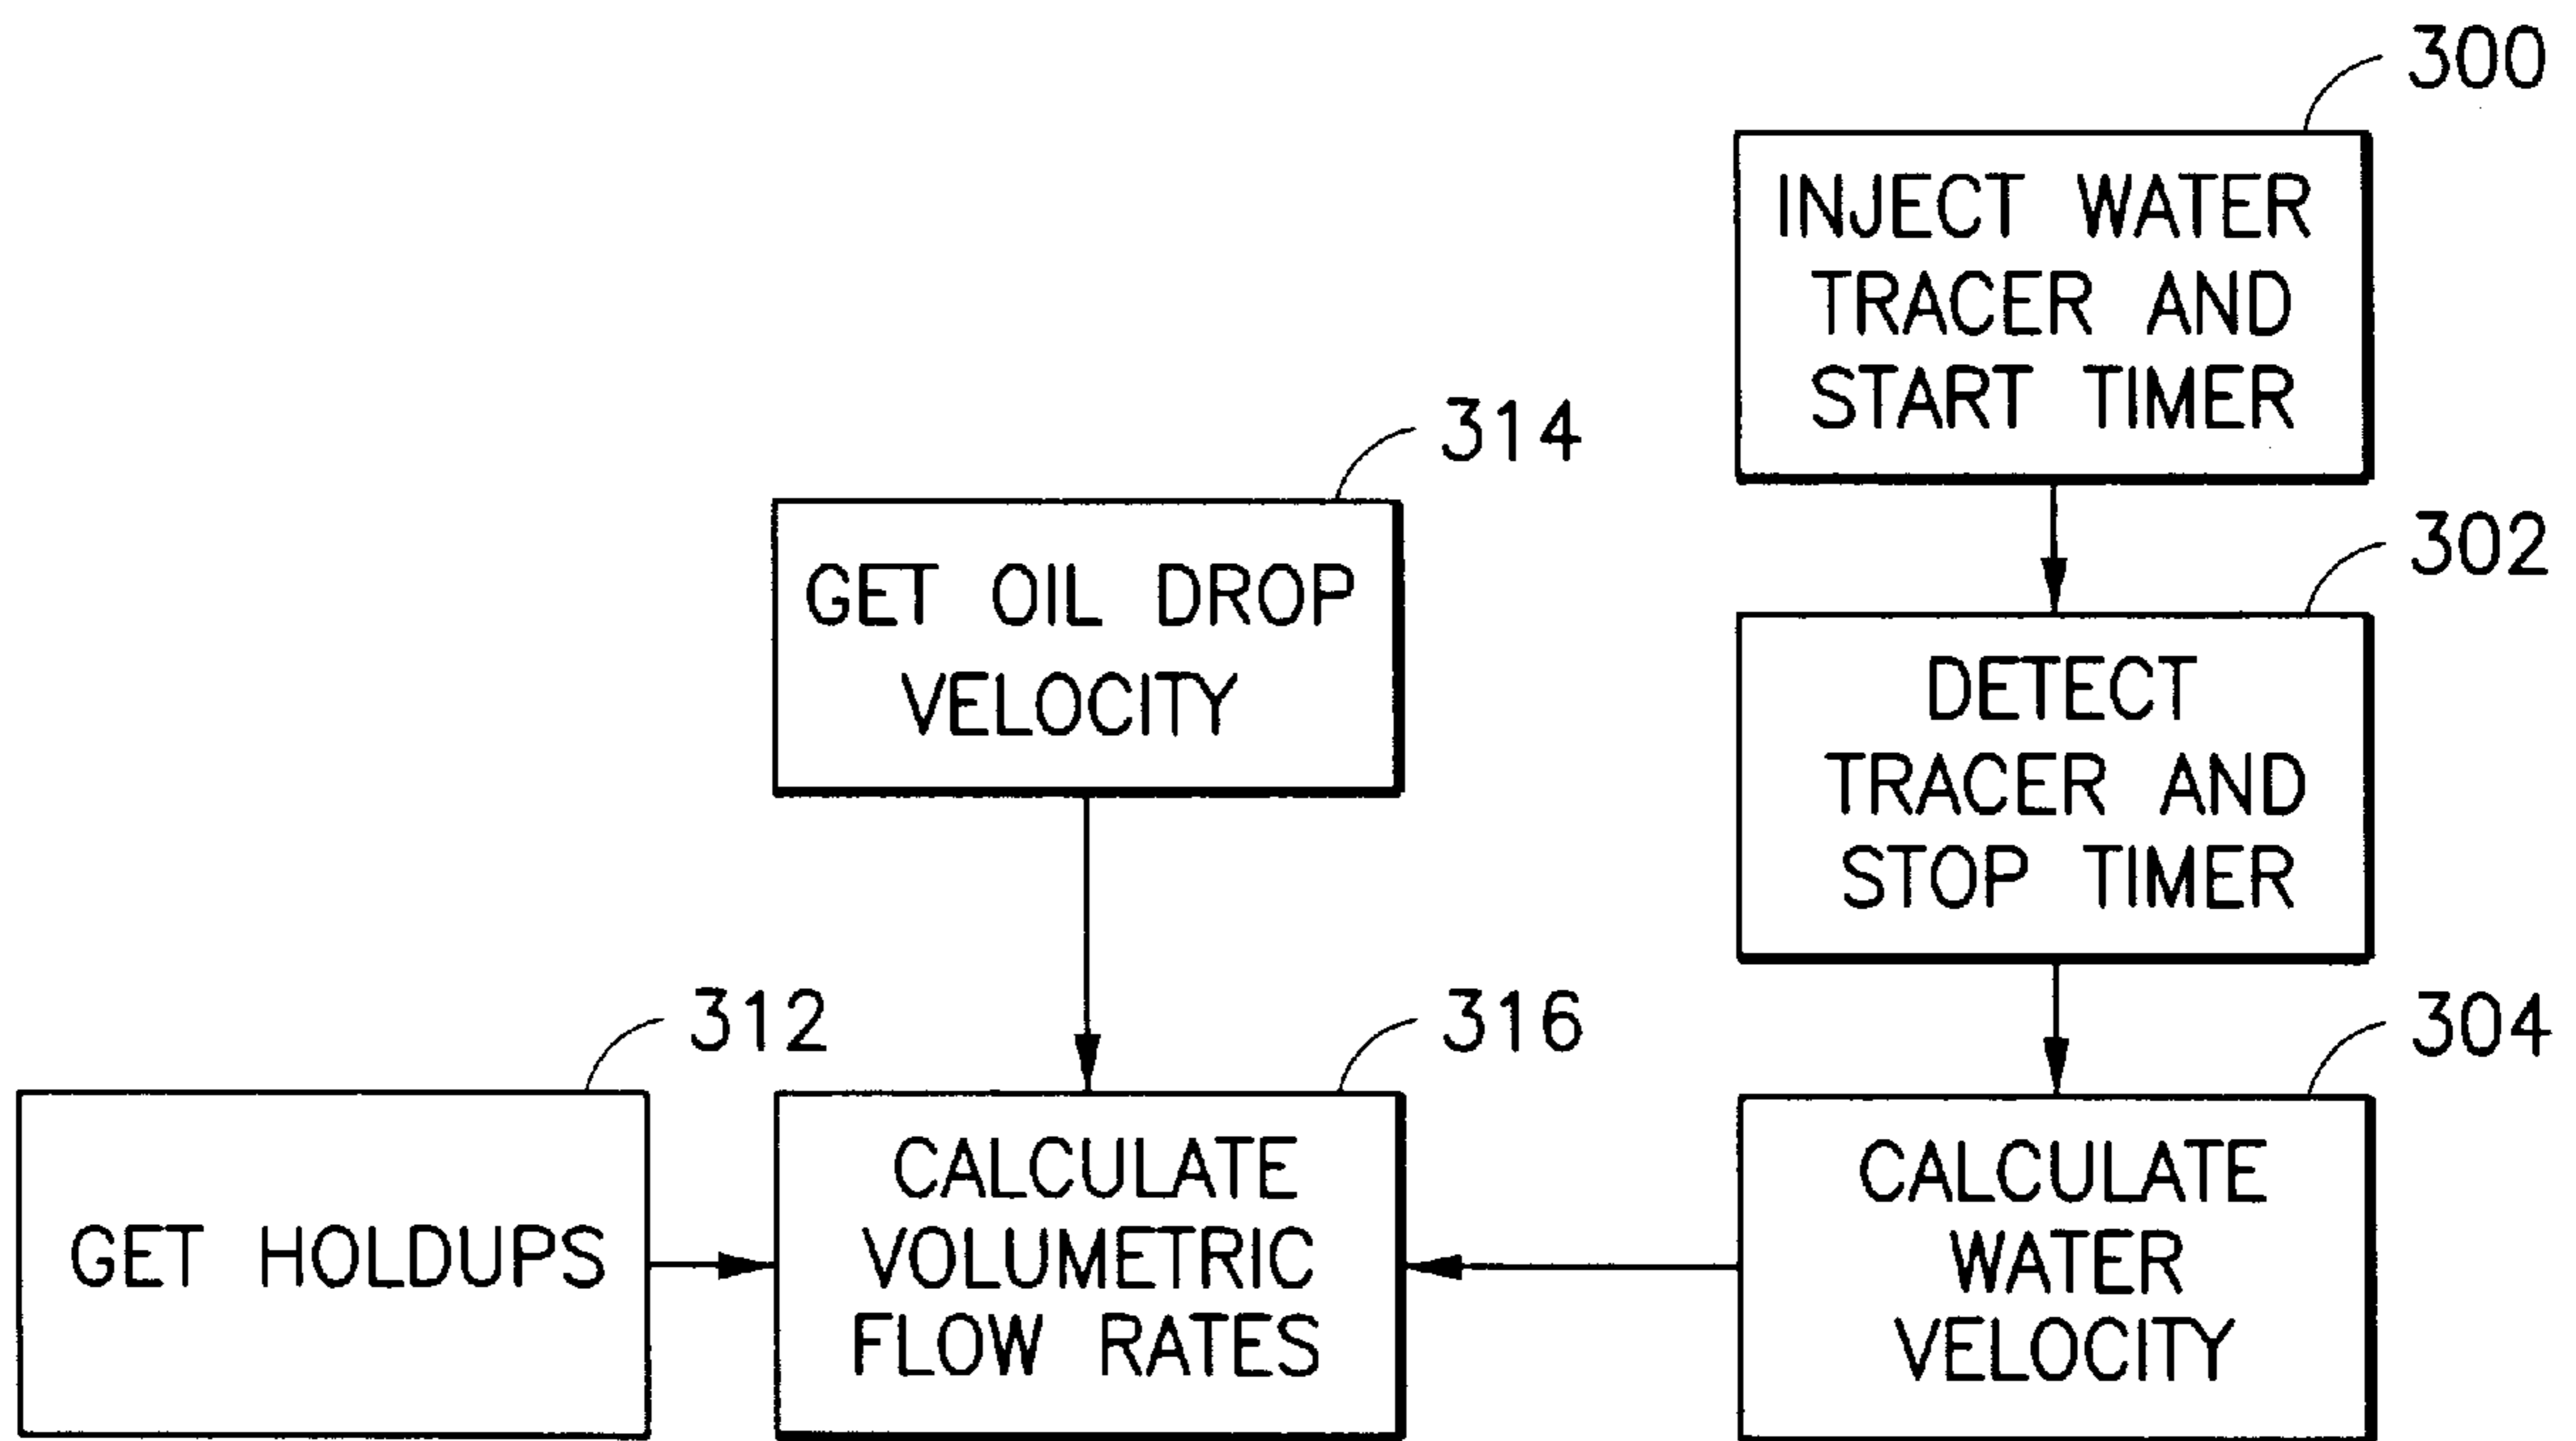 300
INJECT WATER
TRACER AND
START TIMER
314
GET OIL DROP
VELOCITY
302
DETECT
TRACER AND
STOP TIMER
312
GET HOLDUPS
316
CALCULATE
VOLUMETRIC
FLOW RATES
304
CALCULATE
WATER
VELOCITY